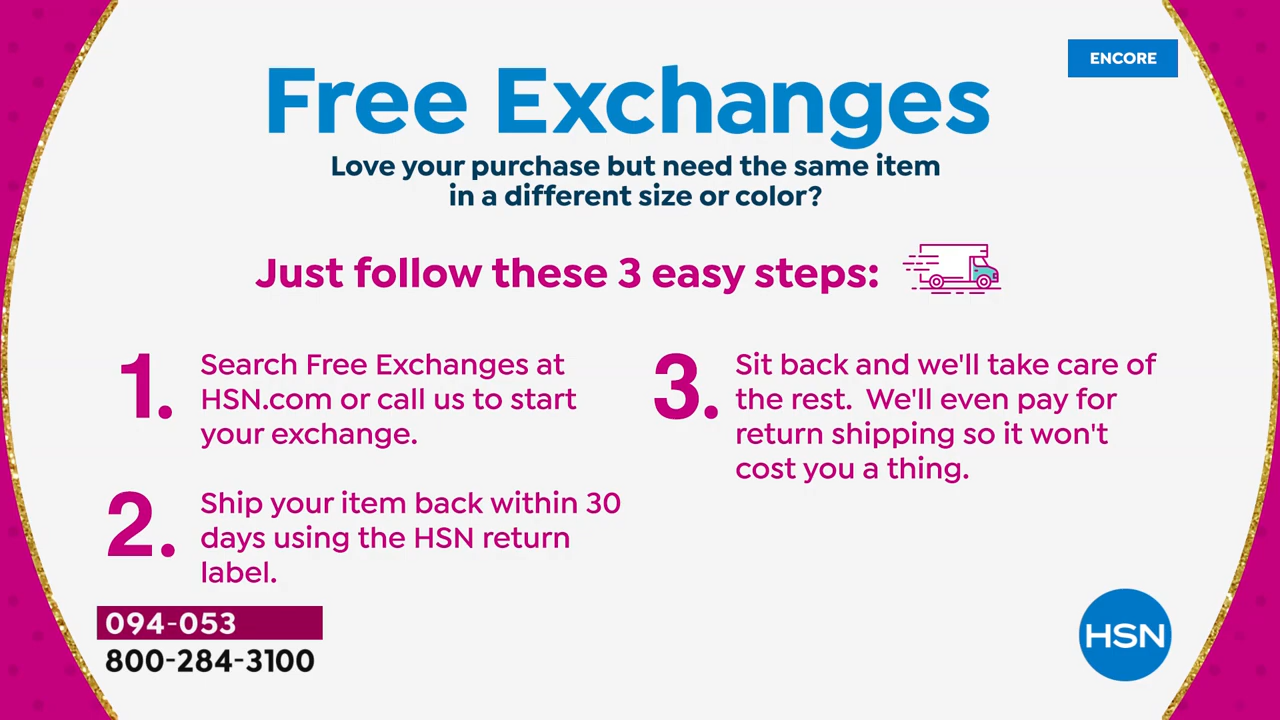 ENCORE
Free Exchanges
Love your purchase but need the same item
in a different size or color?
Just follow these 3 easy steps:
1. Search Free Exchanges at
HSN.com or call us to start
your exchange.
2. Ship your item back within 30
days using the HSN return
label.
3. Sit back and we'll take care of
the rest.  We'll even pay for
return shipping so it won't
cost you a thing.
094-053
800-284-3100
HSN